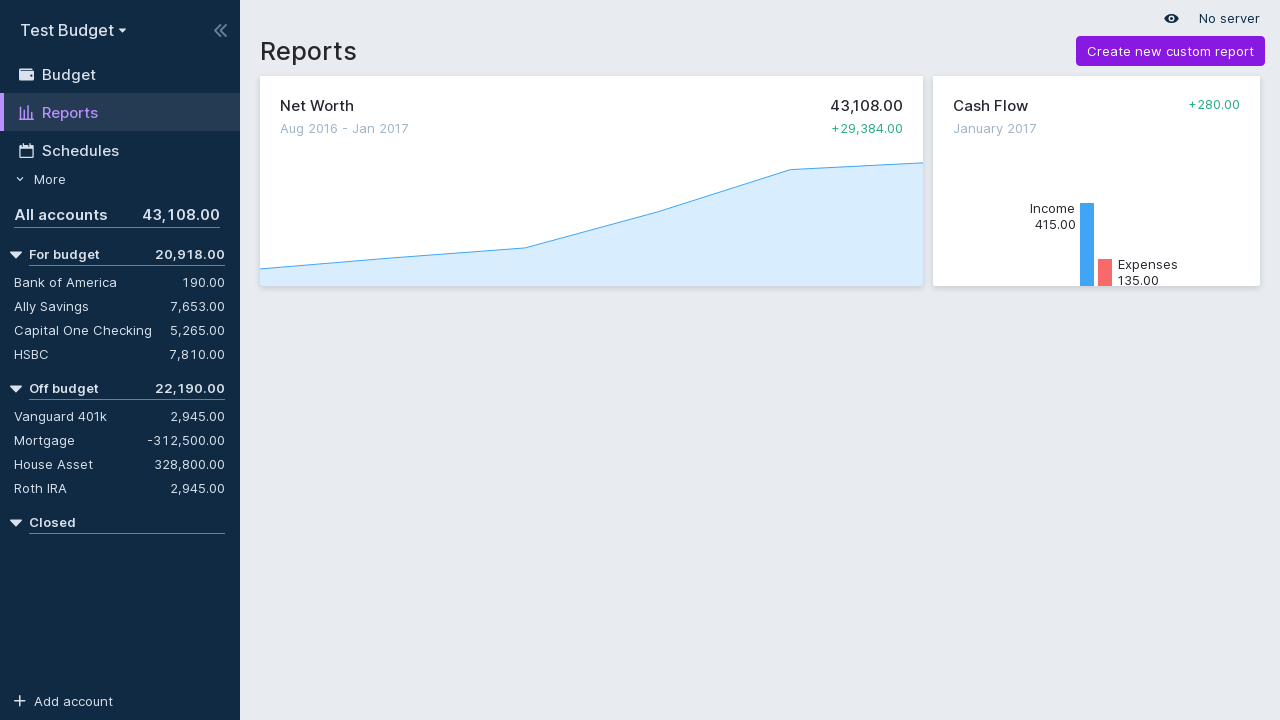 Test Budget
Budget
Reports
Schedules
More
All accounts 43,108.00
For budget 20,918.00
Bank of America 190.00
Ally Savings 7,653.00
Capital One Checking 5,265.00
HSBC 7,810.00
Off budget 22,190.00
Vanguard 401k 2,945.00
Mortgage -312,500.00
House Asset 328,800.00
Roth IRA 2,945.00
Closed
Add account
No server
Reports
Create new custom report
Net Worth 43,108.00
Aug 2016 - Jan 2017 +29,384.00
Cash Flow +280.00
January 2017
Income
415.00
Expenses
135.00